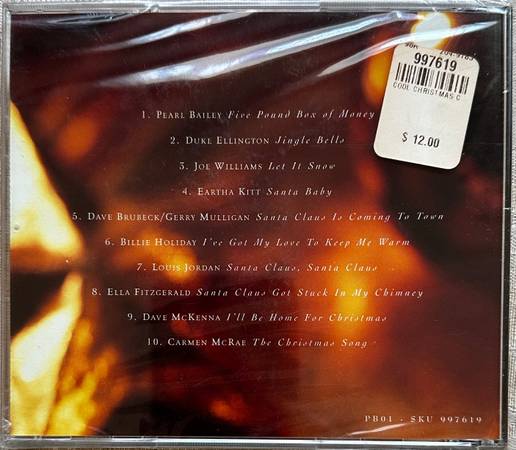 997619
COOL CHRISTMAS C
$ 12.00
1. PEARL BAILEY Five Pound Box of Money
2. DUKE ELLINGTON Jingle Bells
3. JOE WILLIAMS Let It Snow
4. EARTHA KITT Santa Baby
5. DAVE BRUBECK/GERRY MULLIGAN Santa Claus Is Coming To Town
6. BILLIE HOLIDAY I've Got My Love To Keep Me Warm
7. LOUIS JORDAN Santa Claus, Santa Claus
8. ELLA FITZGERALD Santa Claus Got Stuck In My Chimney
9. DAVE MCKENNA I'll Be Home For Christmas
10. CARMEN MCRAE The Christmas Song
PB01 - SKU 997619